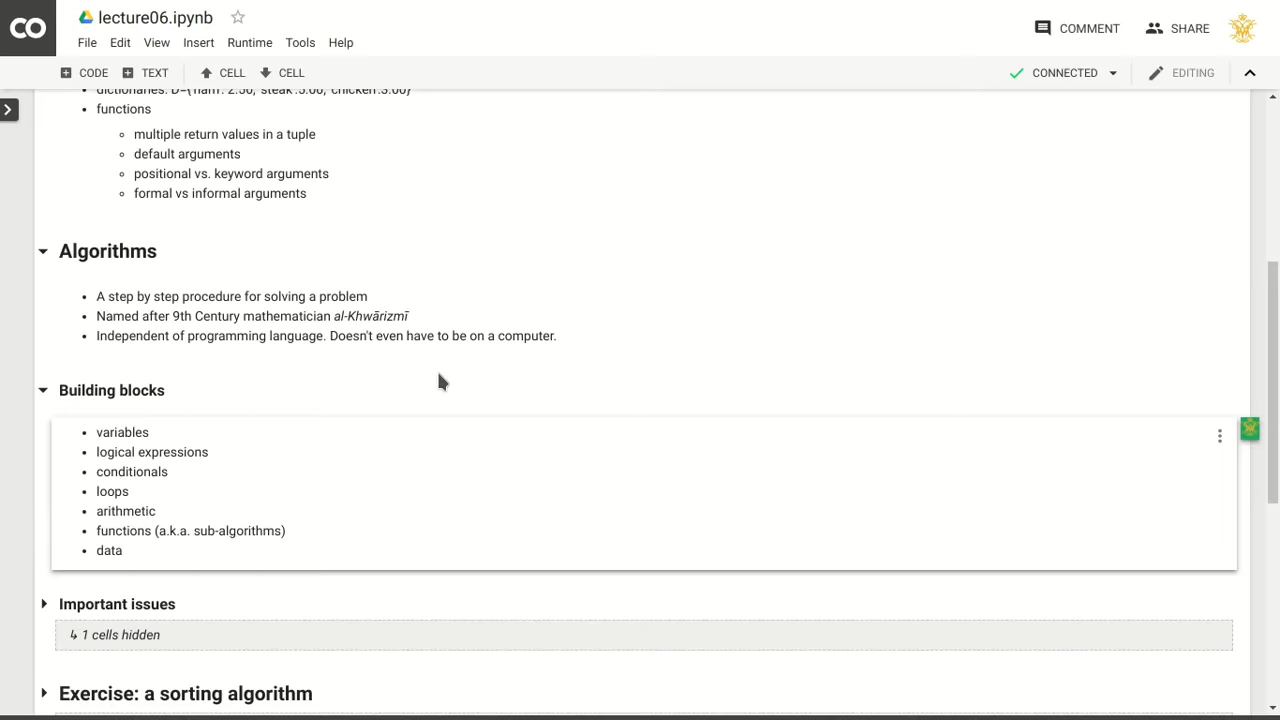 CO
lecture06.ipynb
File Edit View Insert Runtime Tools Help
COMMENT SHARE
CODE TEXT CELL CELL
CONNECTED EDITING
functions
multiple return values in a tuple
default arguments
positional vs. keyword arguments
formal vs informal arguments
Algorithms
A step by step procedure for solving a problem
Named after 9th Century mathematician al-Khwārizmī
Independent of programming language. Doesn't even have to be on a computer.
Building blocks
variables
logical expressions
conditionals
loops
arithmetic
functions (a.k.a. sub-algorithms)
data
Important issues
↳ 1 cells hidden
Exercise: a sorting algorithm